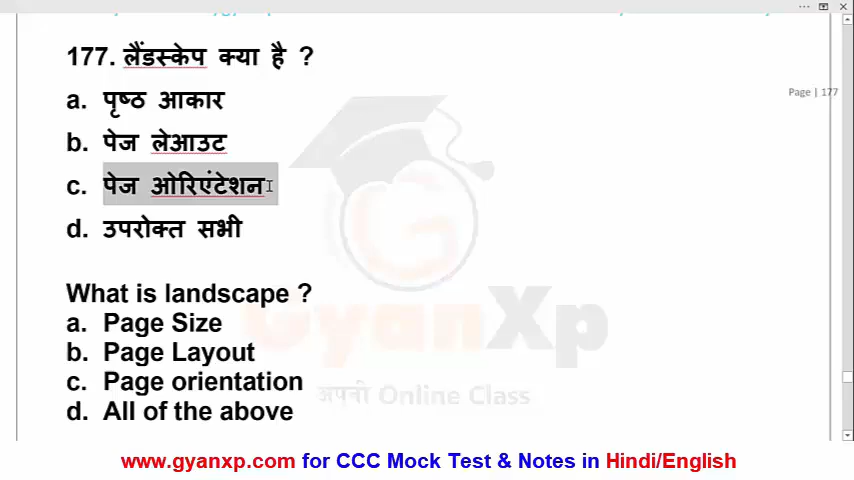 177. लैंडस्केप क्या है ?
Page | 177
a. पृष्ठ आकार
b. पेज लेआउट
c. पेज ओरिएंटेशन
d. उपरोक्त सभी
What is landscape ?
a. Page Size
b. Page Layout
c. Page orientation
d. All of the above
GyanXp
अपनी Online Class
www.gyanxp.com for CCC Mock Test & Notes in Hindi/English